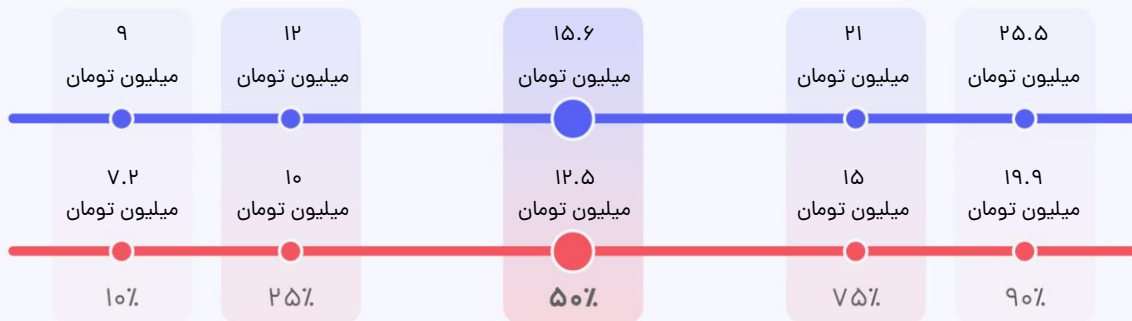 ۹ ۱۲ ۱۵.۶ ۲۱ ۲۵.۵
میلیون تومان میلیون تومان میلیون تومان میلیون تومان میلیون تومان
۷.۲ ۱۰ ۱۲.۵ ۱۵ ۱۹.۹
میلیون تومان میلیون تومان میلیون تومان میلیون تومان میلیون تومان
۱۰٪ ۲۵٪ ۵۰٪ ۷۵٪ ۹۰٪